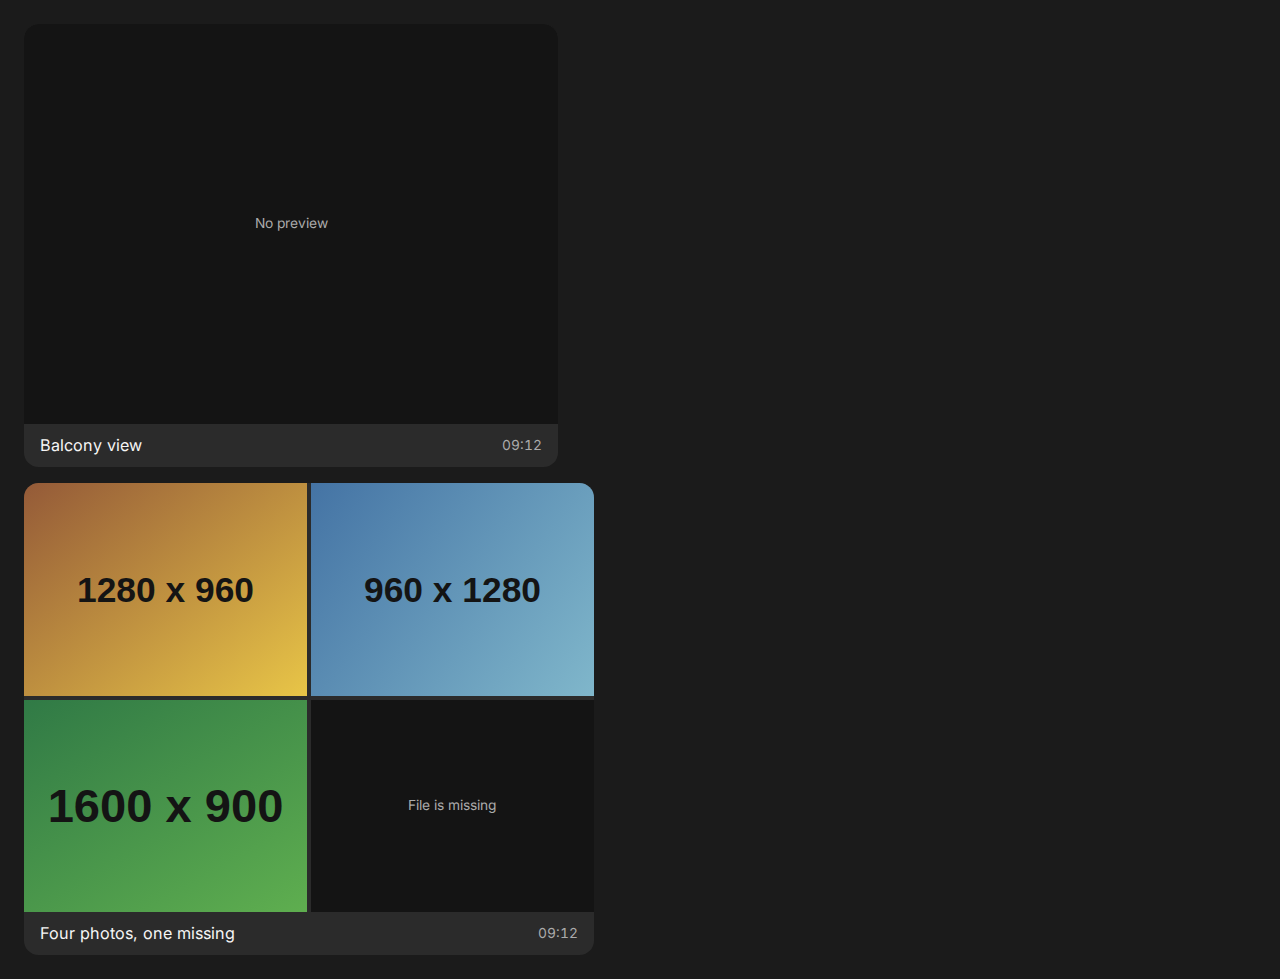 No preview
Balcony view 09:12
1280 x 960 960 x 1280
1600 x 900 File is missing
Four photos, one missing 09:12